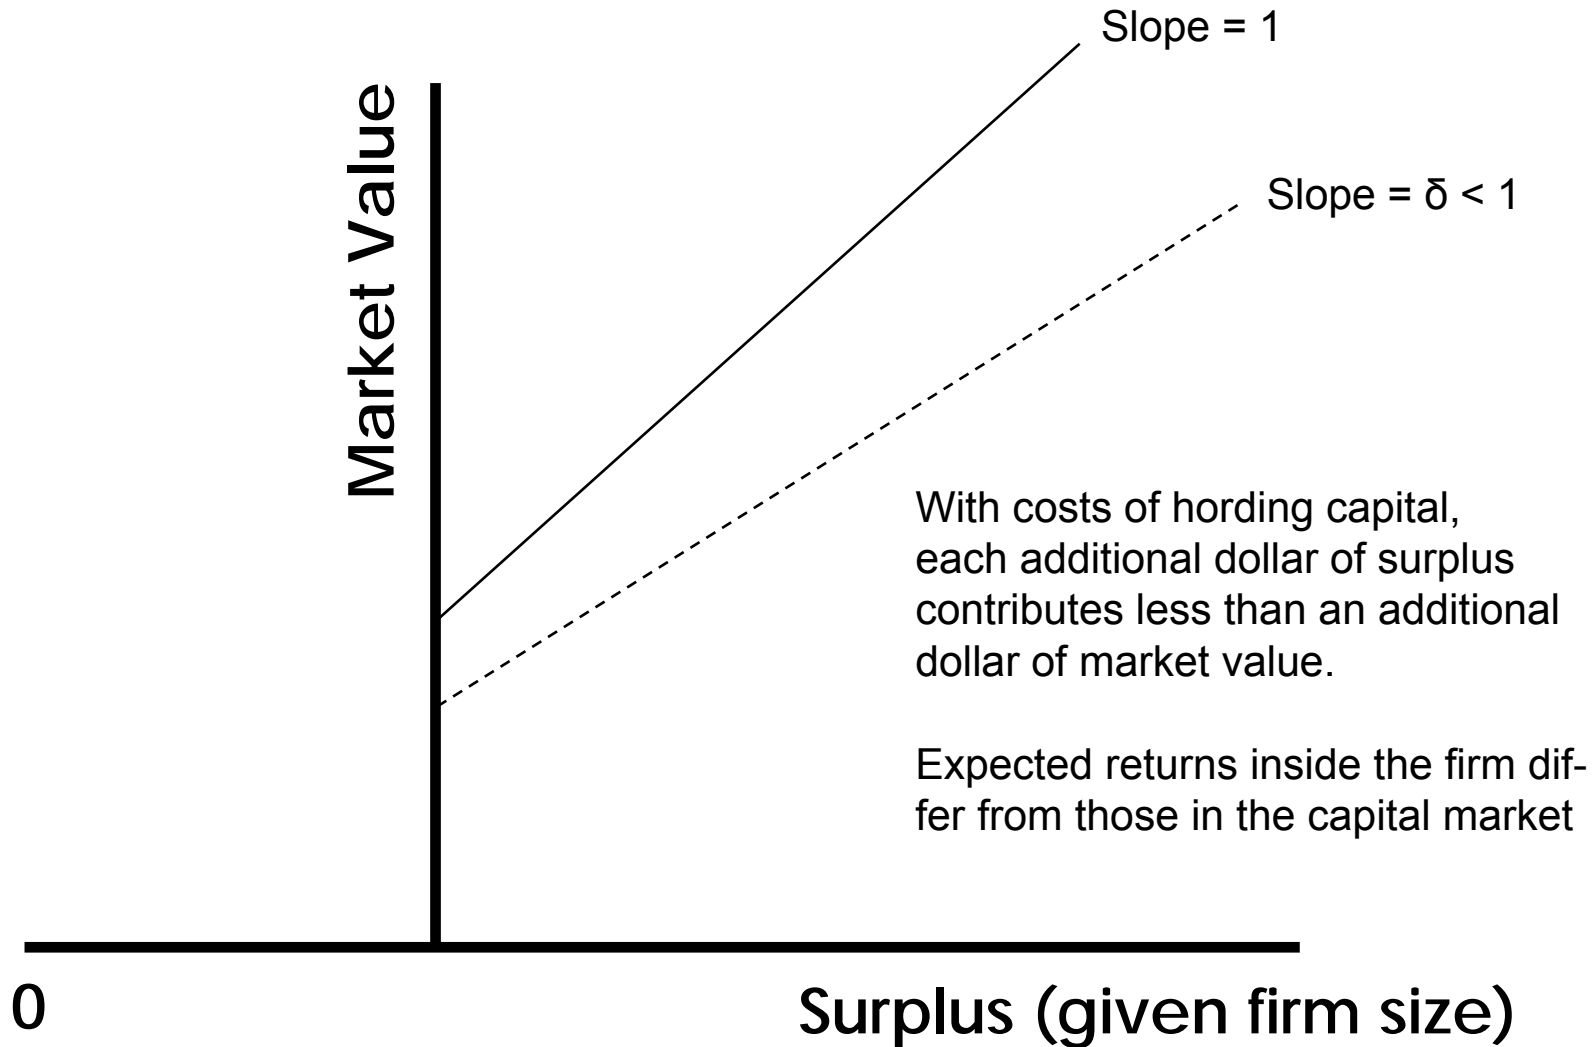 Slope = 1
Market Value
Slope = δ < 1
With costs of hording capital,
each additional dollar of surplus
contributes less than an additional
dollar of market value.
Expected returns inside the firm dif-
fer from those in the capital market
0
Surplus (given firm size)